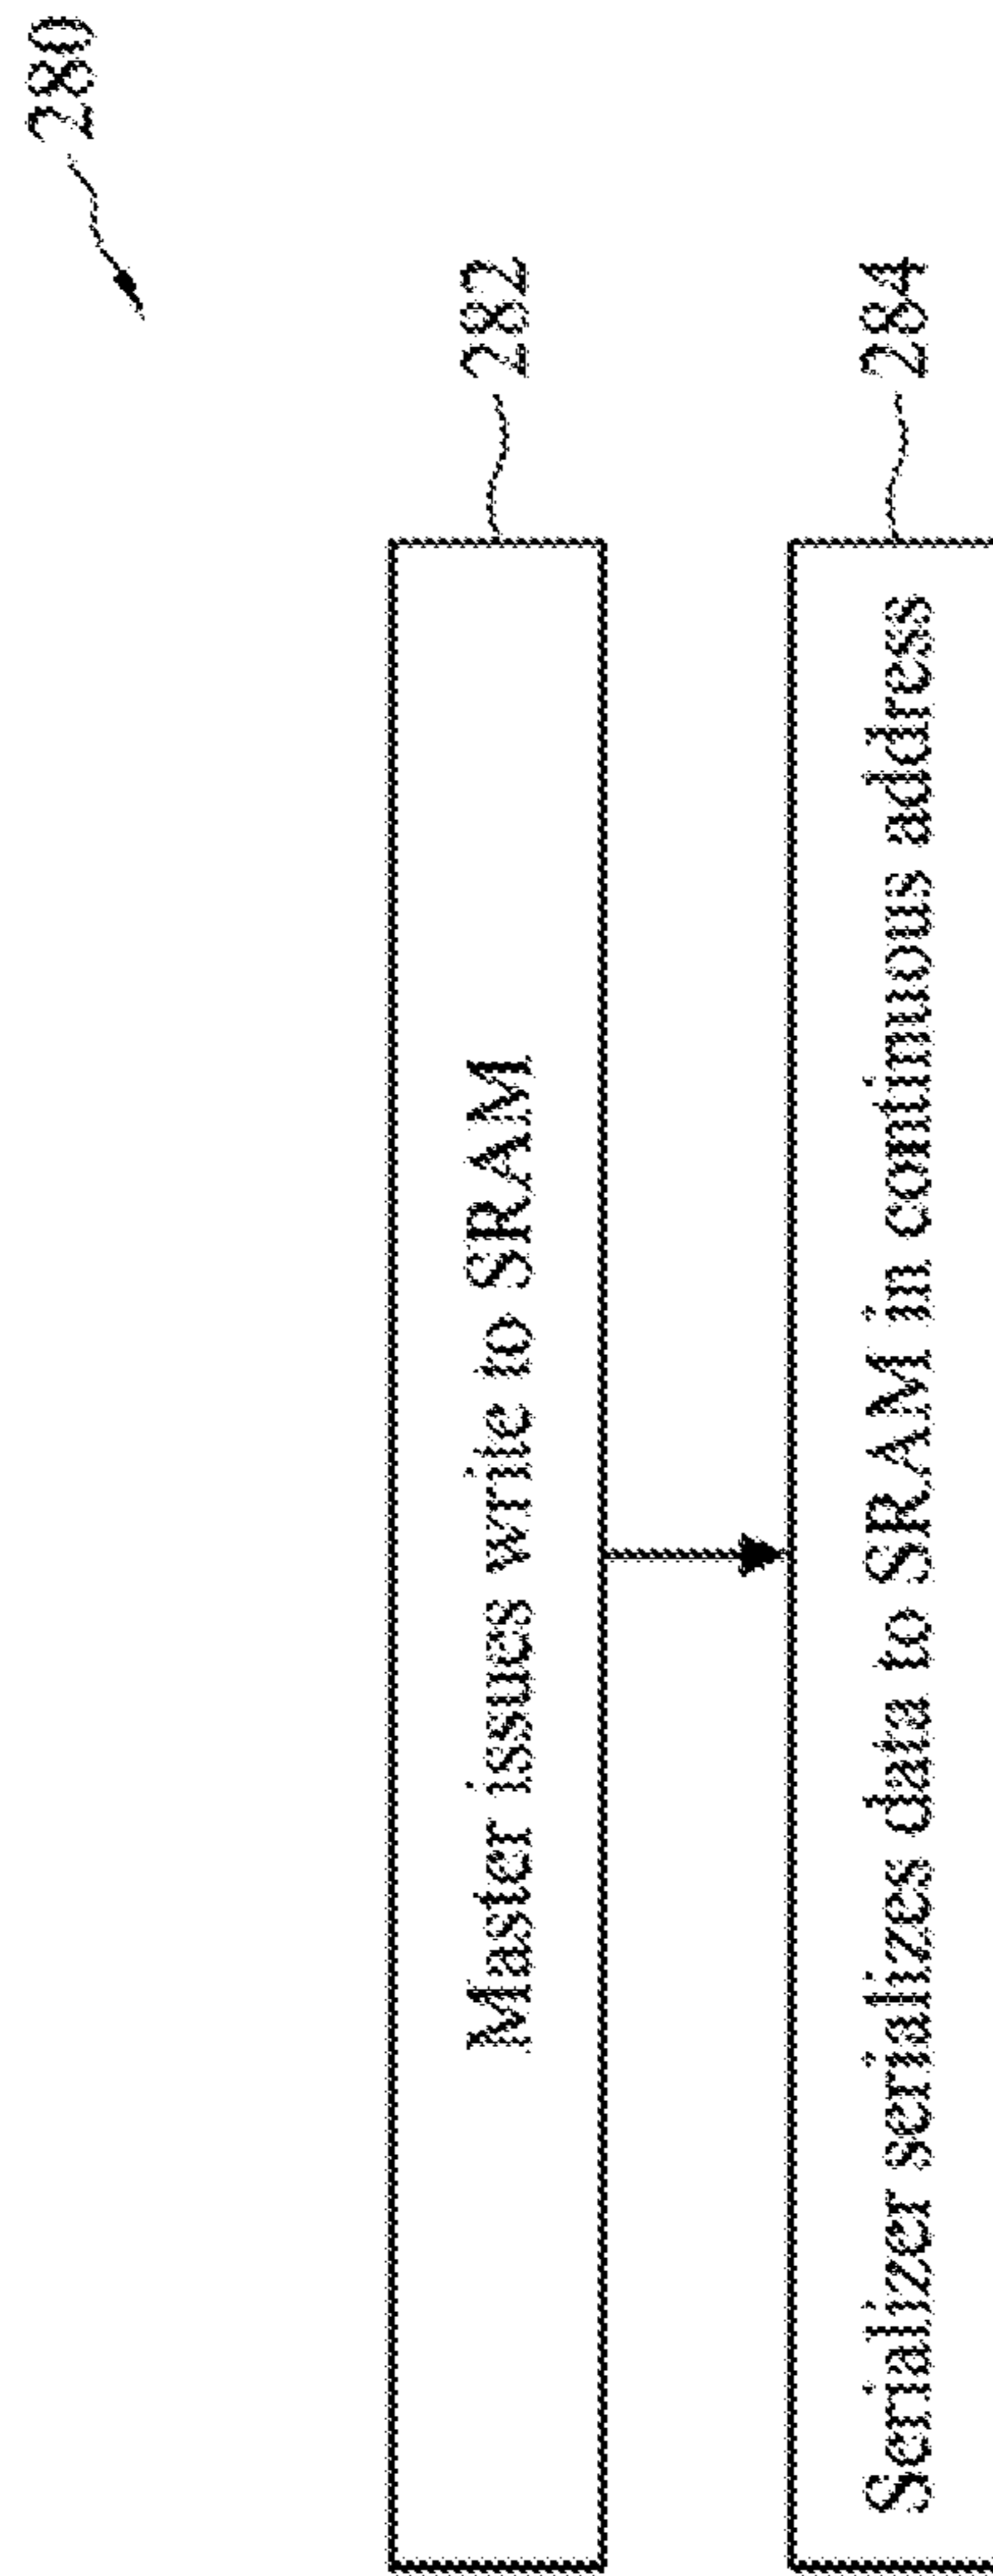 280
282
Master issues write to SRAM
284
Serializer serializes data to SRAM in continuous address